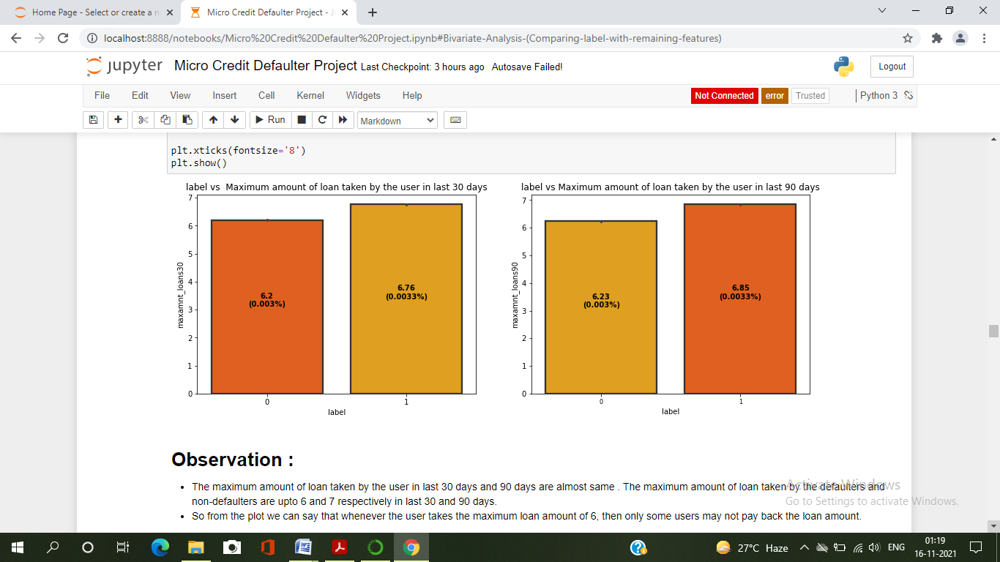 Home Page - Select or create a n
Micro Credit Defaulter Project - J
localhost:8888/notebooks/Micro%20Credit%20Defaulter%20Project.ipynb#Bivariate-Analysis-(Comparing-label-with-remaining-features)
jupyter Micro Credit Defaulter Project Last Checkpoint: 3 hours ago Autosave Failed!
Logout
File Edit View Insert Cell Kernel Widgets Help
Not Connected error Trusted Python 3
Run Markdown
plt.xticks(fontsize='8')
plt.show()
label vs  Maximum amount of loan taken by the user in last 30 days
7
6
5
4
3
2
1
0
maxamnt_loans30
6.2
(0.003%)
6.76
(0.0033%)
0 1
label
label vs Maximum amount of loan taken by the user in last 90 days
7
6
5
4
3
2
1
0
maxamnt_loans90
6.23
(0.003%)
6.85
(0.0033%)
0 1
label
Observation :
The maximum amount of loan taken by the user in last 30 days and 90 days are almost same . The maximum amount of loan taken by the defaulters and
non-defaulters are upto 6 and 7 respectively in last 30 and 90 days.
So from the plot we can say that whenever the user takes the maximum loan amount of 6, then only some users may not pay back the loan amount.
Activate Windows
Go to Settings to activate Windows.
27°C Haze
ENG
01:19
16-11-2021